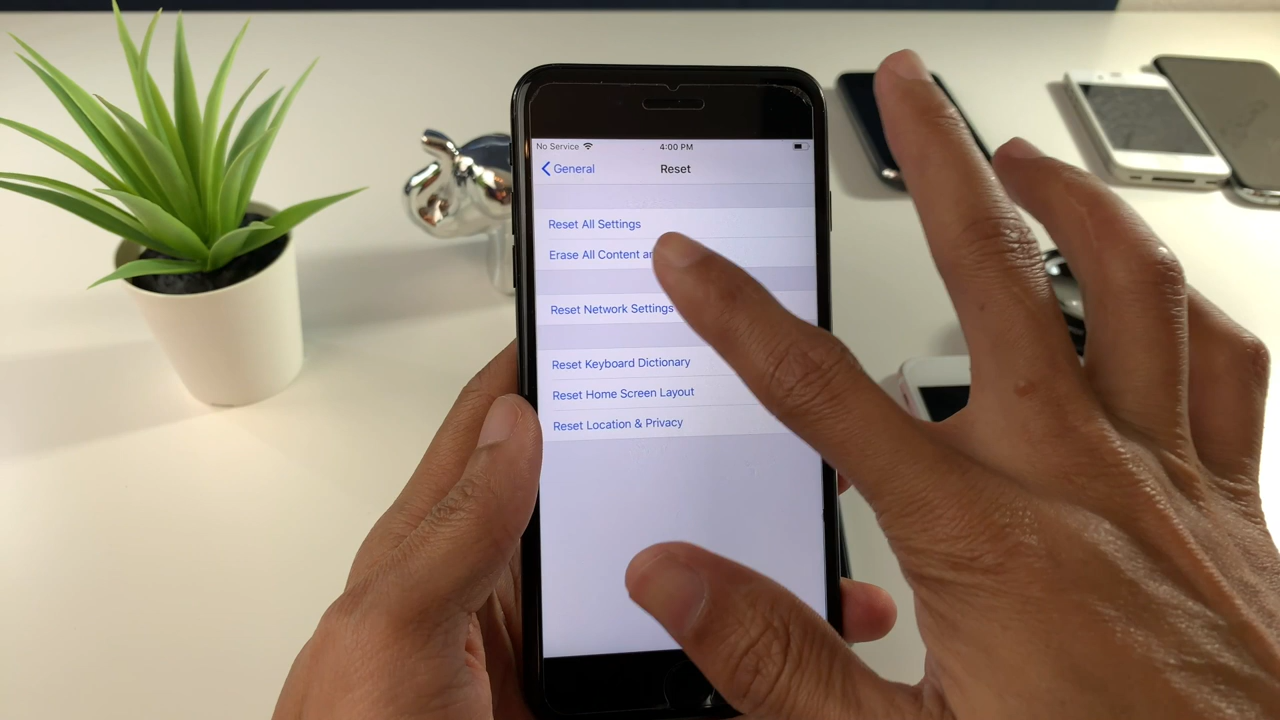 No Service 4:00 PM
General Reset
Reset All Settings
Erase All Content
Reset Network Settings
Reset Keyboard Dictionary
Reset Home Screen Layout
Reset Location & Privacy